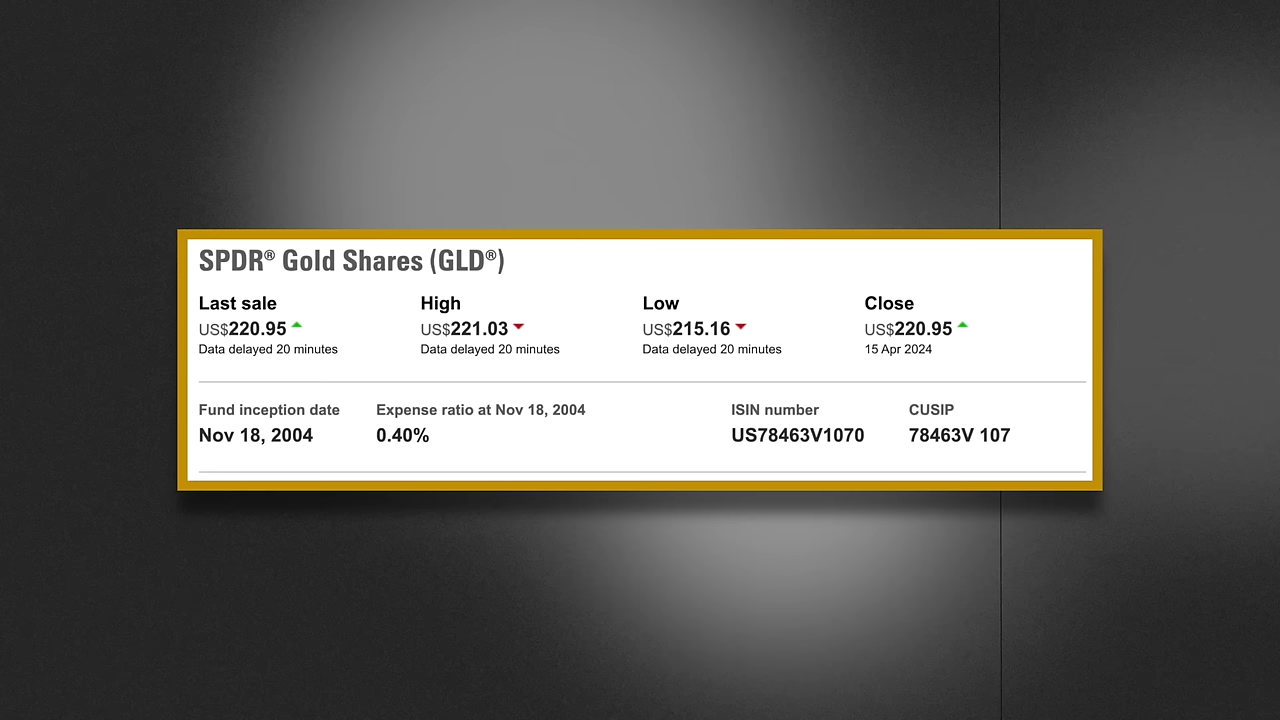 SPDR® Gold Shares (GLD®)
Last sale High Low Close
US$220.95 US$221.03 US$215.16 US$220.95
Data delayed 20 minutes Data delayed 20 minutes Data delayed 20 minutes 15 Apr 2024
Fund inception date Expense ratio at Nov 18, 2004 ISIN number CUSIP
Nov 18, 2004 0.40% US78463V1070 78463V 107